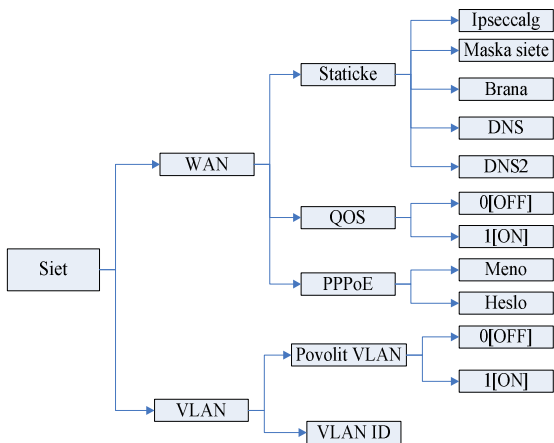 Siet
WAN
Staticke
Ipseccalg
Maska siete
Brana
DNS
DNS2
QOS
0[OFF]
1[ON]
PPPoE
Meno
Heslo
VLAN
Povolit VLAN
0[OFF]
1[ON]
VLAN ID